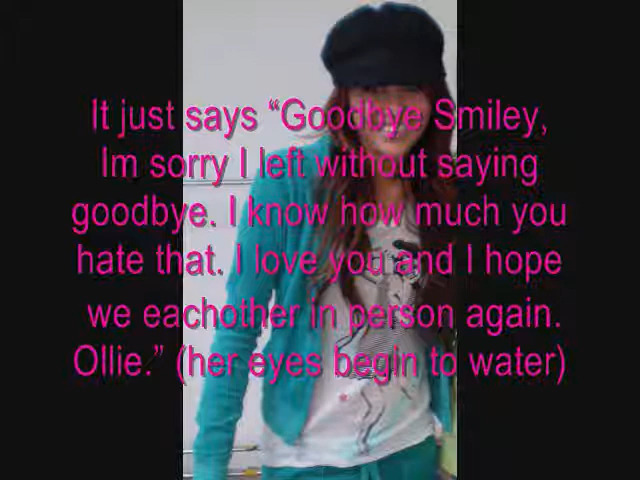 It just says “Goodbye Smiley,
Im sorry I left without saying
goodbye. I know how much you
hate that. I love you and I hope
we eachother in person again.
Ollie.” (her eyes begin to water)